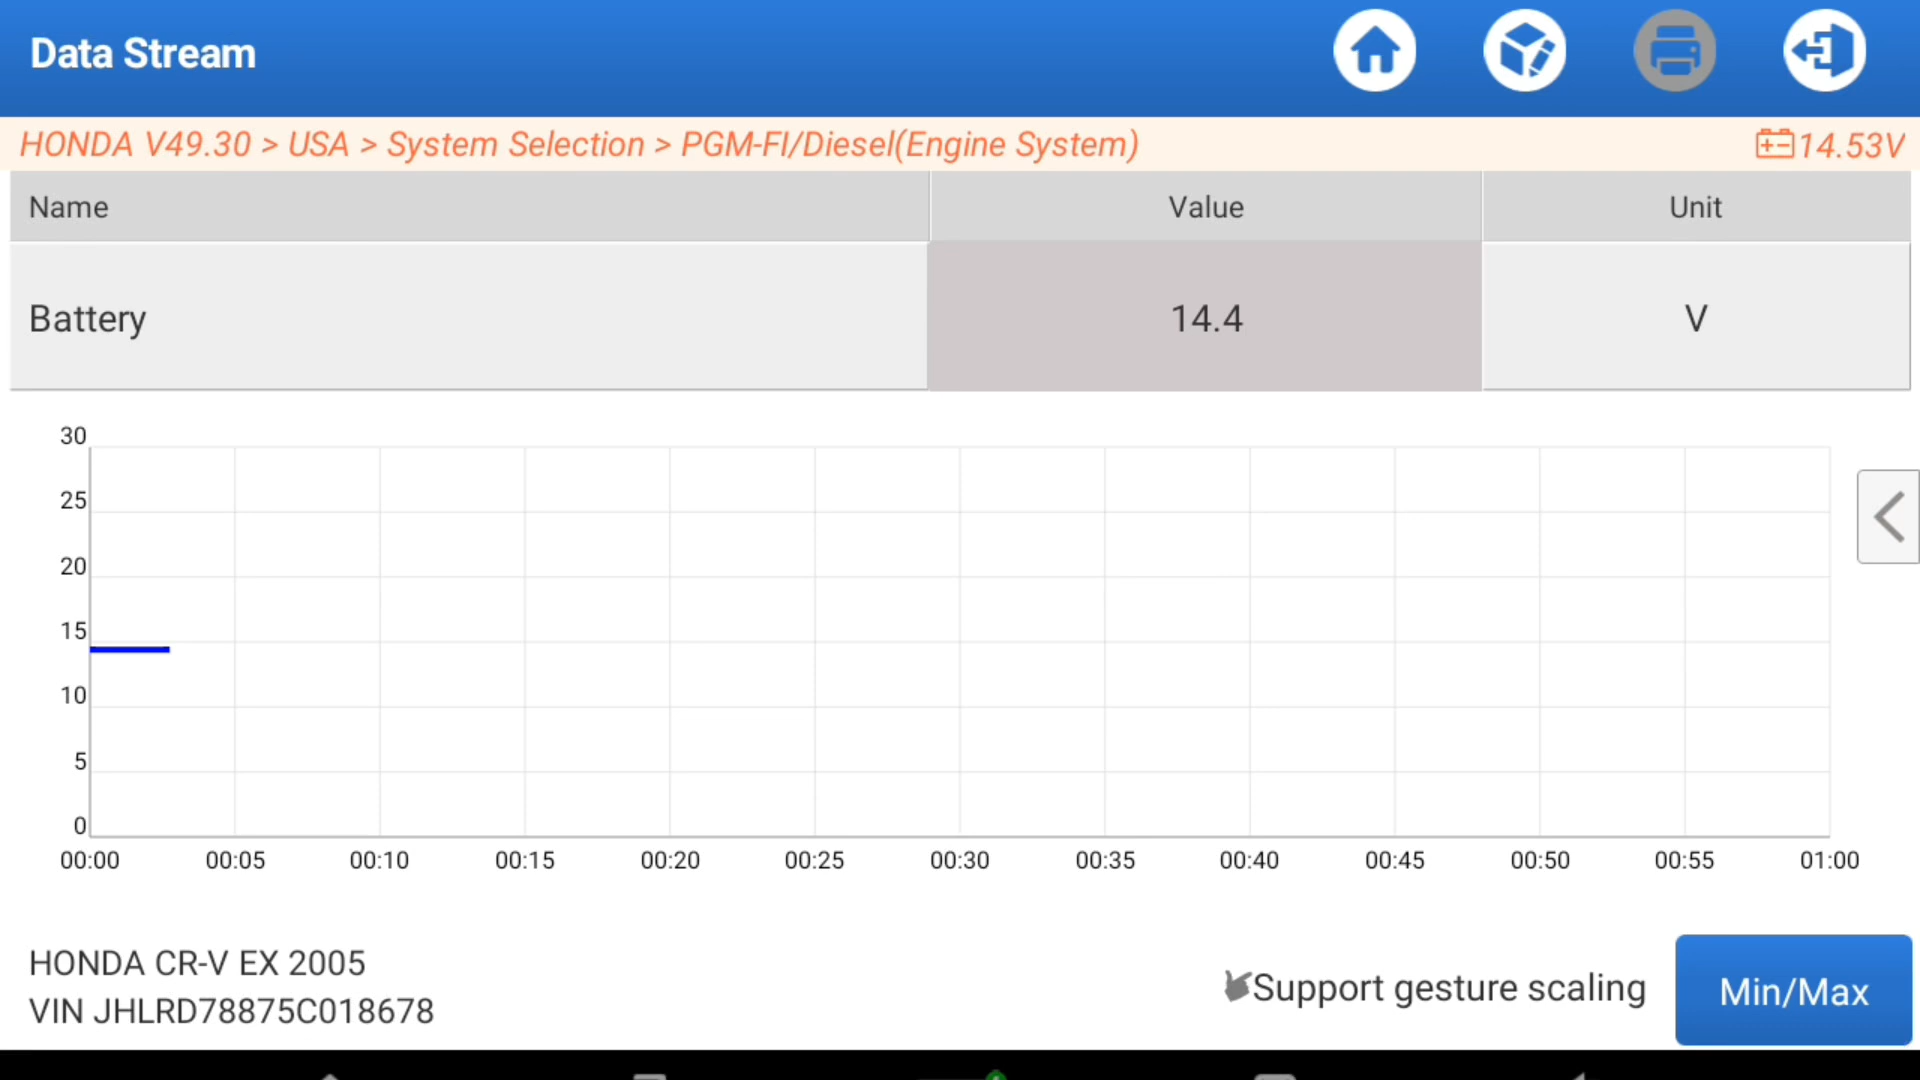 Data Stream
HONDA V49.30 > USA > System Selection > PGM-FI/Diesel(Engine System)
14.53V
Name Value Unit
Battery 14.4 V
30
25
20
15
10
5
0
00:00 00:05 00:10 00:15 00:20 00:25 00:30 00:35 00:40 00:45 00:50 00:55 01:00
HONDA CR-V EX 2005
VIN JHLRD78875C018678
Support gesture scaling
Min/Max